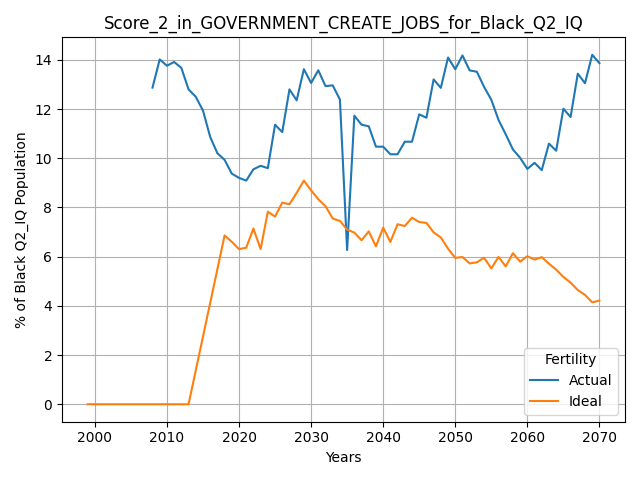 Score_2_in_GOVERNMENT_CREATE_JOBS_for_Black_Q2_IQ
% of Black Q2_IQ Population
14
12
10
8
6
4
2
0
2000 2010 2020 2030 2040 2050 2060 2070
Years
Fertility
Actual
Ideal